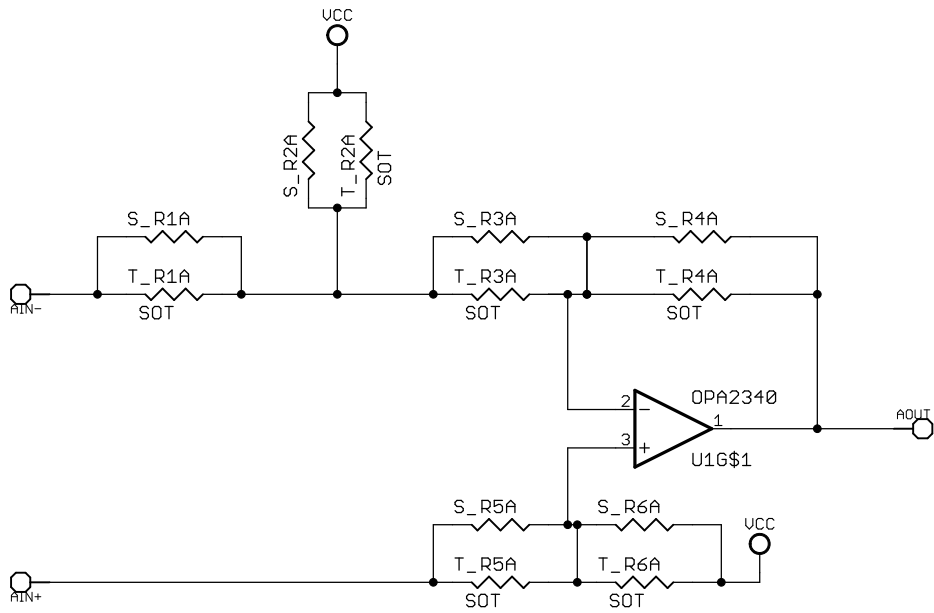 VCC
S_R2A
T_R2A
SOT
S_R1A
T_R1A
SOT
S_R3A
T_R3A
SOT
S_R4A
T_R4A
SOT
AIN-
OPA2340
2
1
3
U1G$1
AOUT
S_R5A
T_R5A
SOT
S_R6A
T_R6A
SOT
VCC
AIN+